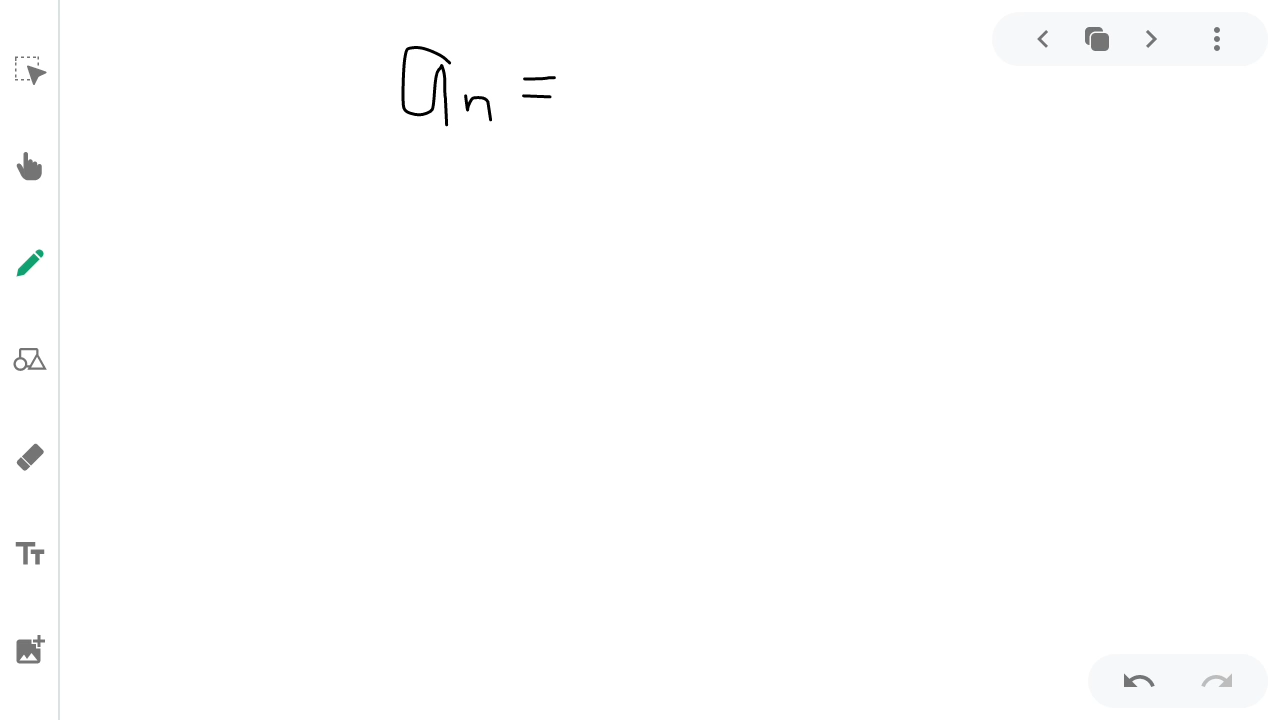 aₙ =